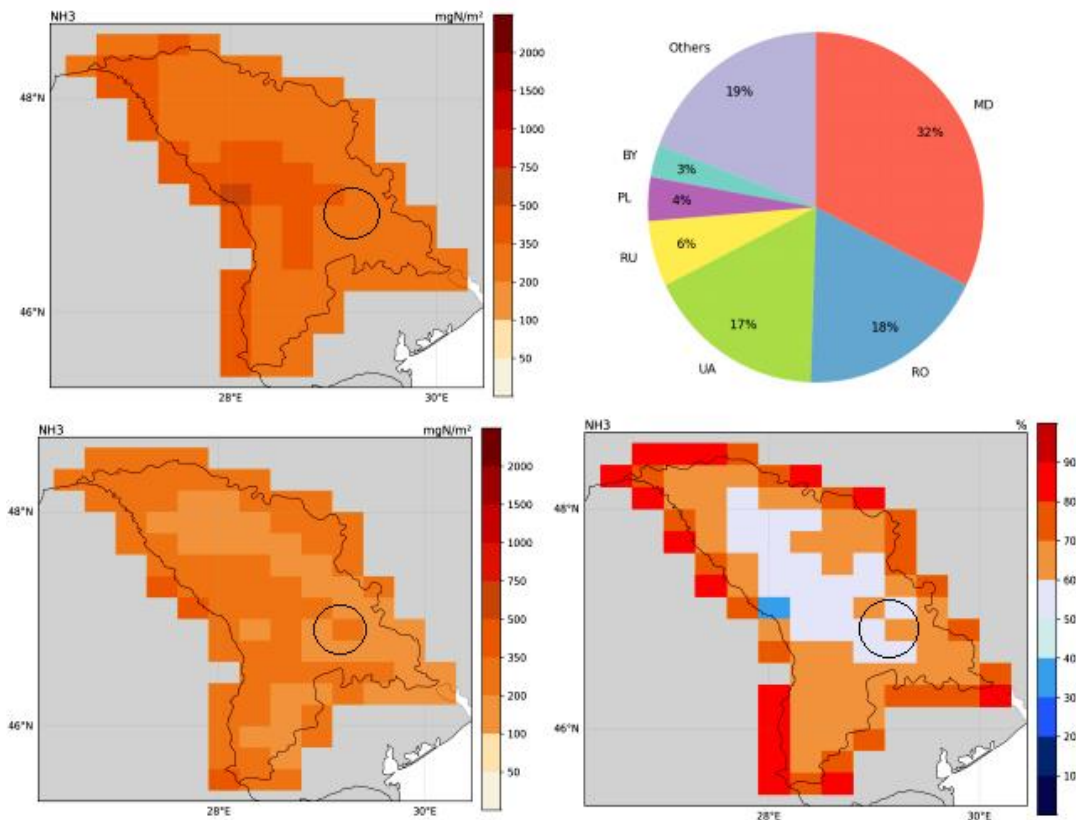 NH3 mgN/m²
48°N
46°N
28°E 30°E
2000
1500
1000
750
500
350
200
100
50
Others
19%
MD
32%
BY
3%
PL
4%
RU
6%
UA
17%
RO
18%
NH3 mgN/m²
48°N
46°N
28°E 30°E
2000
1500
1000
750
500
350
200
100
50
NH3 %
48°N
46°N
28°E 30°E
90
80
70
60
50
40
30
20
10